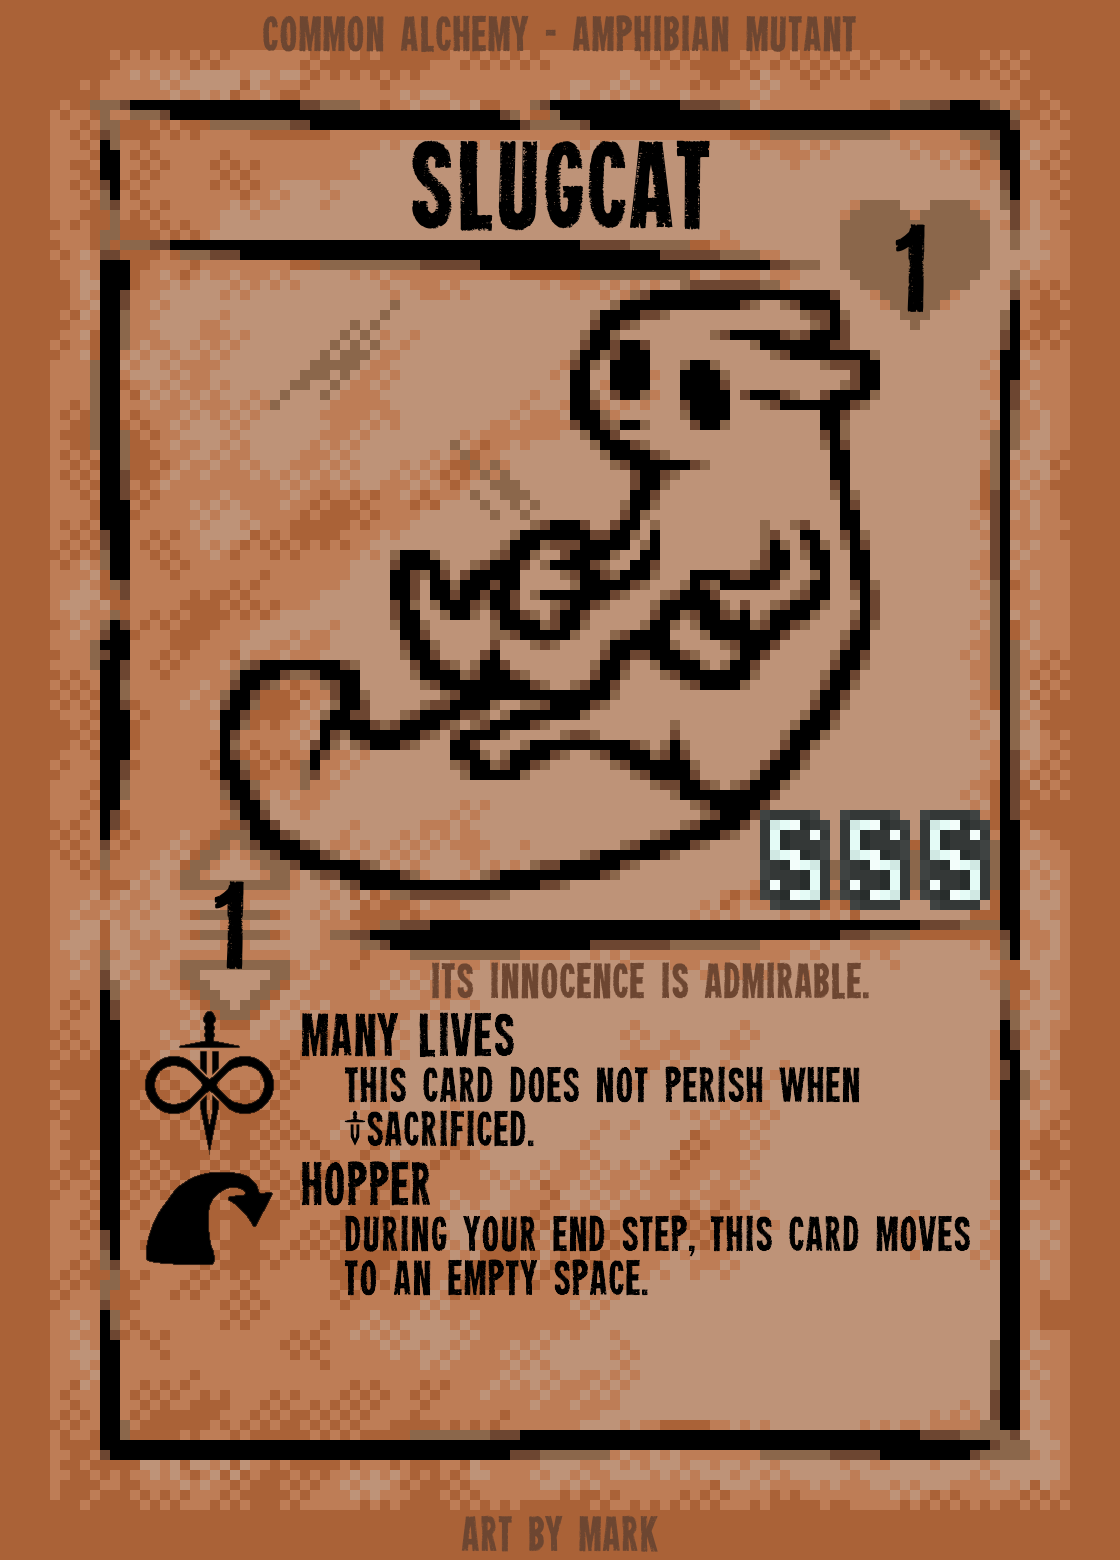 COMMON ALCHEMY - AMPHIBIAN MUTANT
SLUGCAT
1
S S S
1
ITS INNOCENCE IS ADMIRABLE.
MANY LIVES
THIS CARD DOES NOT PERISH WHEN
SACRIFICED.
HOPPER
DURING YOUR END STEP, THIS CARD MOVES
TO AN EMPTY SPACE.
ART BY MARK